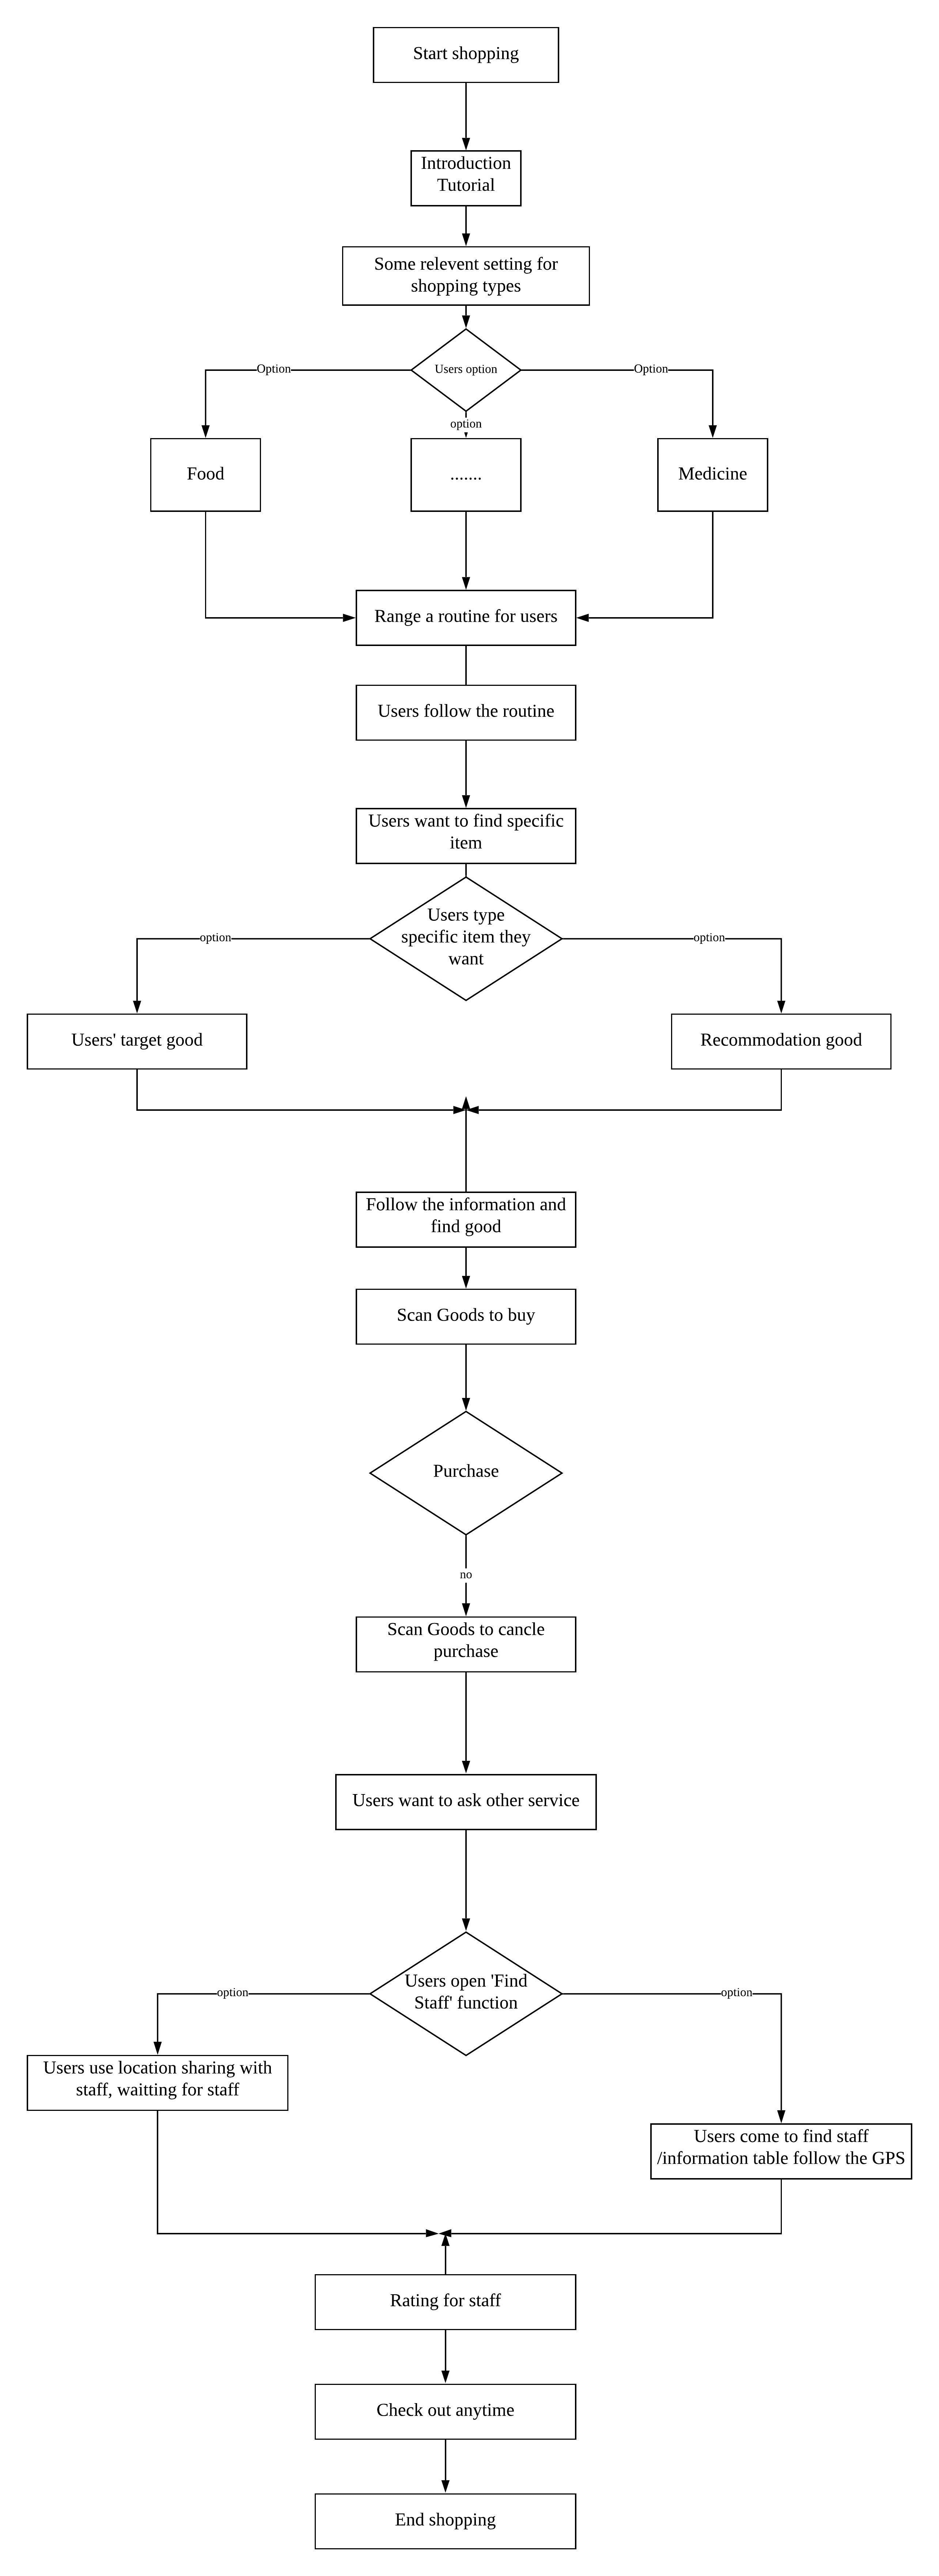 Start shopping
Introduction
Tutorial
Some relevent setting for
shopping types
Option
Users option
Option
option
Food
.......
Medicine
Range a routine for users
Users follow the routine
Users want to find specific
item
Users type
specific item they
want
option
option
Users' target good
Recommodation good
Follow the information and
find good
Scan Goods to buy
Purchase
no
Scan Goods to cancle
purchase
Users want to ask other service
Users open 'Find
Staff' function
option
option
Users use location sharing with
staff, waitting for staff
Users come to find staff
/information table follow the GPS
Rating for staff
Check out anytime
End shopping